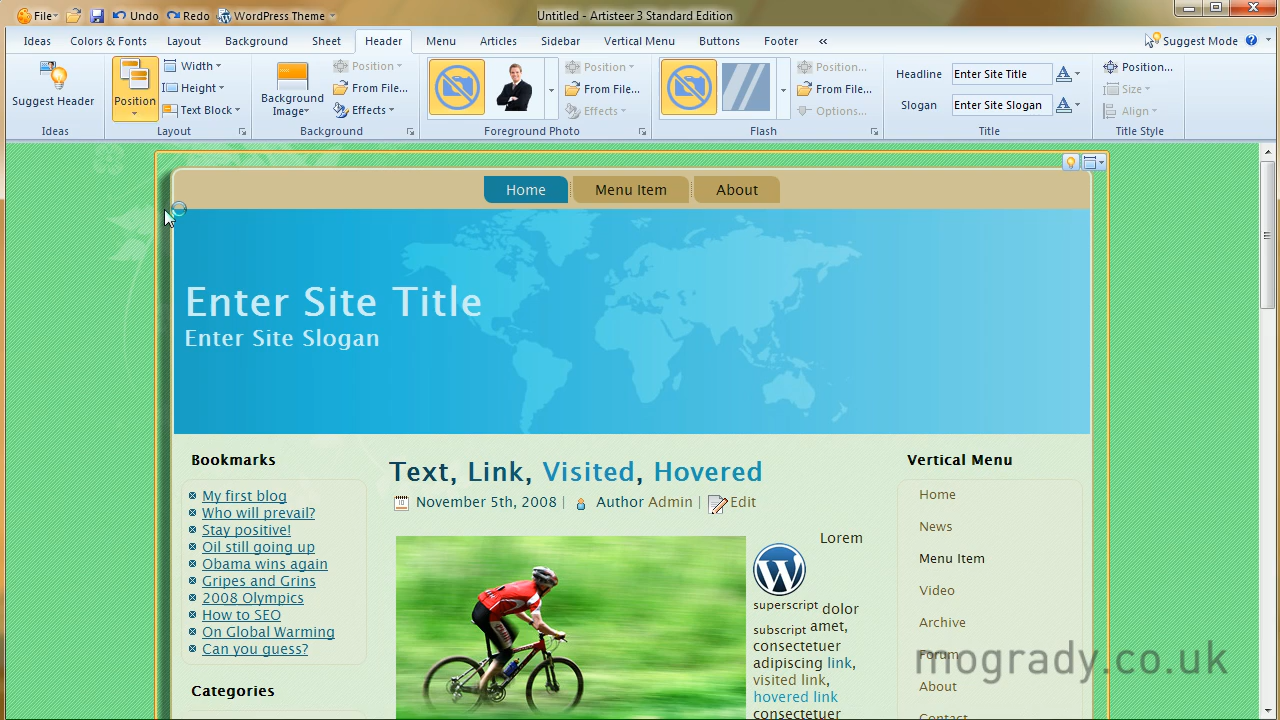 File Undo Redo WordPress Theme Untitled - Artisteer 3 Standard Edition
Ideas Colors & Fonts Layout Background Sheet Header Menu Articles Sidebar Vertical Menu Buttons Footer « Suggest Mode
Suggest Header
Ideas
Position
Width
Height
Text Block
Layout
Background Image
Position
From File...
Effects
Background
Position
From File...
Effects
Foreground Photo
Position...
From File...
Options...
Flash
Headline Enter Site Title
Slogan Enter Site Slogan
Title
Position...
Size
Align
Title Style
Home Menu Item About
Enter Site Title
Enter Site Slogan
Bookmarks
My first blog
Who will prevail?
Stay positive!
Oil still going up
Obama wins again
Gripes and Grins
2008 Olympics
How to SEO
On Global Warming
Can you guess?
Categories
Text, Link, Visited, Hovered
November 5th, 2008 | Author Admin | Edit
Lorem
superscript dolor
subscript amet,
consectetuer
adipiscing link,
visited link,
hovered link
consectetuer
Vertical Menu
Home
News
Menu Item
Video
Archive
Forum
About
Contact
mogrady.co.uk